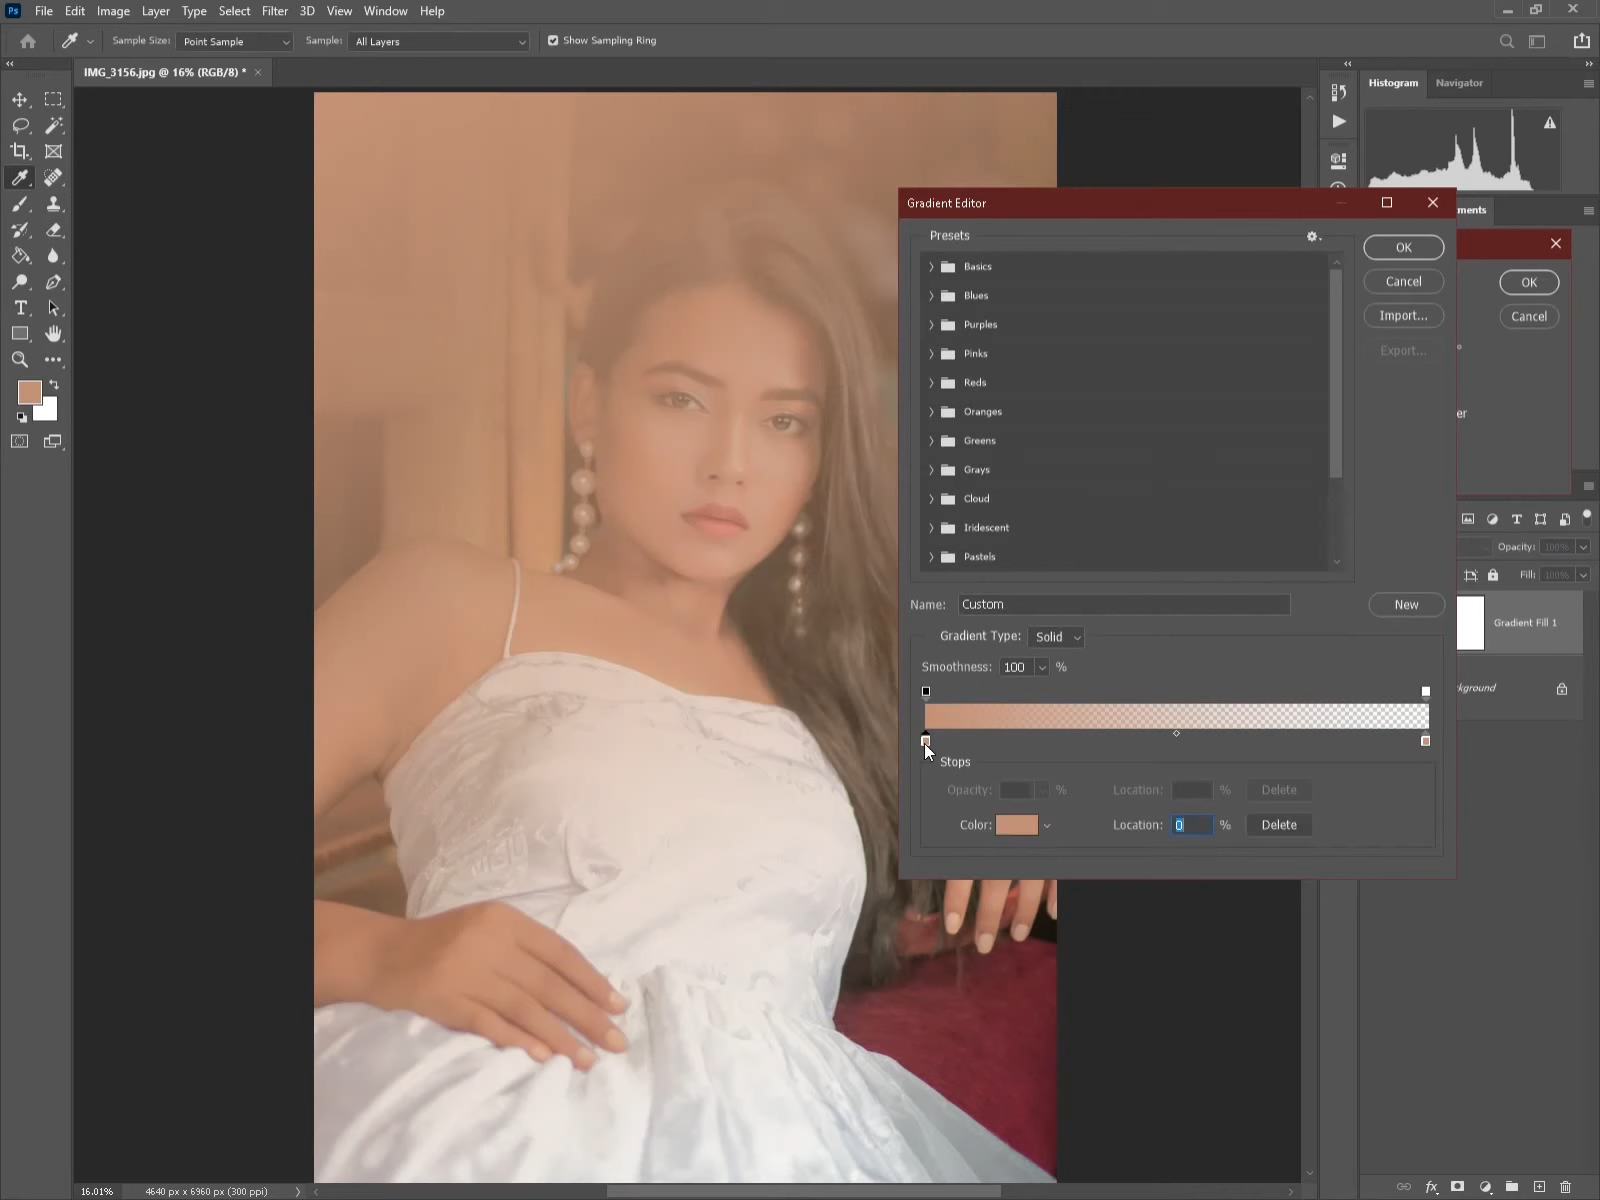 Ps File Edit Image Layer Type Select Filter 3D View Window Help
Sample Size: Point Sample Sample: All Layers Show Sampling Ring
IMG_3156.jpg @ 16% (RGB/8) * ×
Histogram Navigator
Gradient Editor
ments
Presets
OK
Cancel
Import...
Export...
OK
Cancel
er
Basics
Blues
Purples
Pinks
Reds
Oranges
Greens
Grays
Cloud
Iridescent
Pastels
Opacity: 100%
Fill: 100%
Name: Custom New
Gradient Fill 1
Gradient Type: Solid
Smoothness: 100 %
kground
Stops
Opacity: % Location: % Delete
Color: Location: 0 % Delete
16.01% 4640 px x 6960 px (300 ppi)
fx